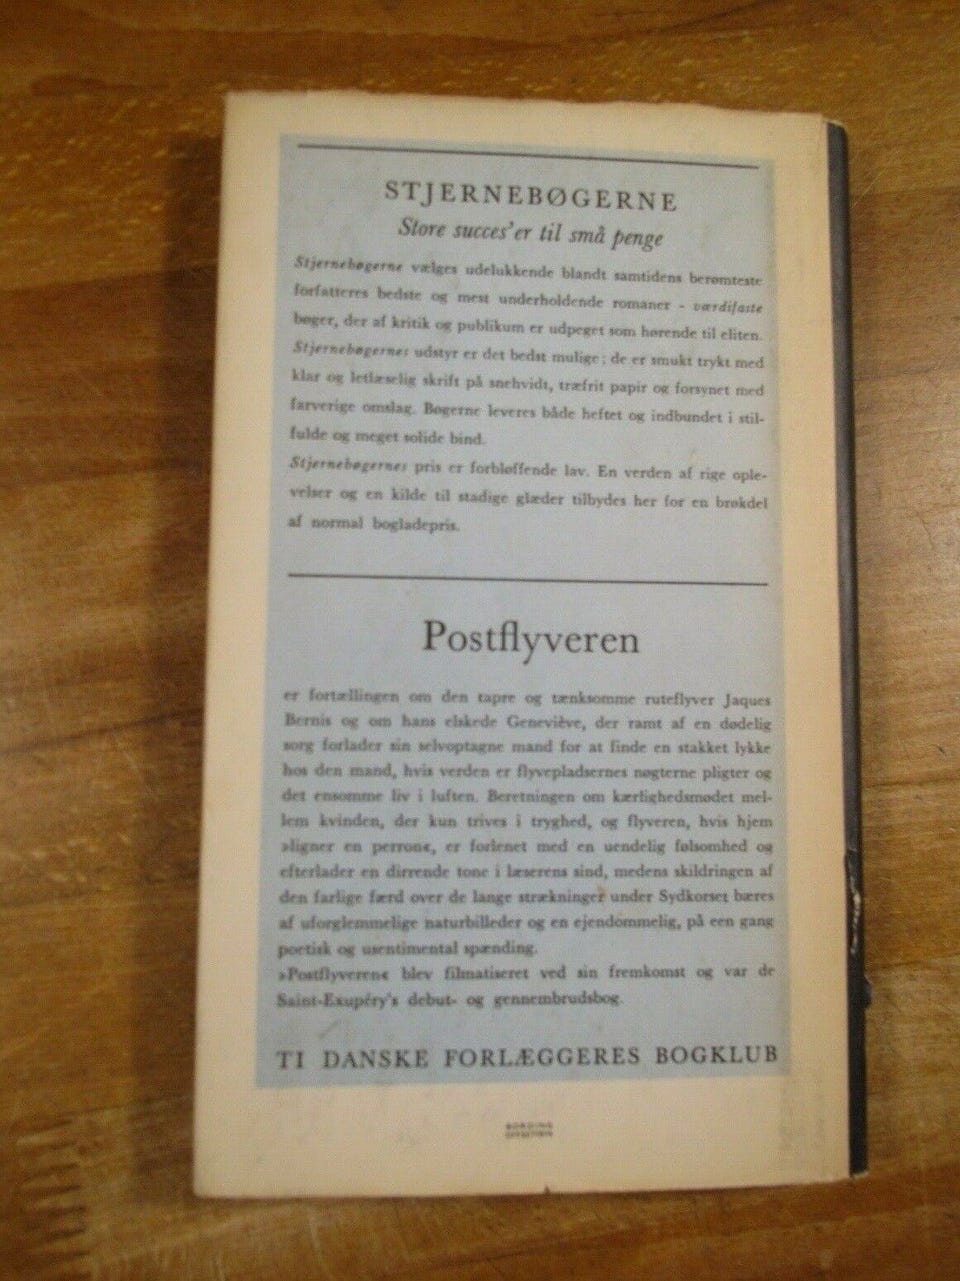 STJERNEBØGERNE
Store succes'er til små penge
Stjernebøgerne vælges udelukkende blandt samtidens berømteste
forfatteres bedste og mest underholdende romaner - værdifaste
bøger, der af kritik og publikum er udpeget som hørende til eliten.
Stjernebøgernes udstyr er det bedst mulige; de er smukt trykt med
klar og letlæselig skrift på snehvidt, træfrit papir og forsynet med
farverige omslag. Bøgerne leveres både heftet og indbundet i stil-
fulde og meget solide bind.
Stjernebøgernes pris er forbløffende lav. En verden af rige ople-
velser og en kilde til stadige glæder tilbydes her for en brøkdel
af normal bogladepris.
Postflyveren
er fortællingen om den tapre og tænksomme ruteflyver Jaques
Bernis og om hans elskede Geneviève, der ramt af en dødelig
sorg forlader sin selvoptagne mand for at finde en stakket lykke
hos den mand, hvis verden er flyvepladsernes nøgterne pligter og
det ensomme liv i luften. Beretningen om kærlighedsmødet mel-
lem kvinden, der kun trives i tryghed, og flyveren, hvis hjem
»ligner en perron«, er forlenet med en uendelig følsomhed og
efterlader en dirrende tone i læserens sind, medens skildringen af
den farlige færd over de lange strækninger under Sydkorset bæres
af uforglemmelige naturbilleder og en ejendommelig, på een gang
poetisk og usentimental spænding.
»Postflyveren« blev filmatiseret ved sin fremkomst og var de
Saint-Exupéry's debut- og gennembrudsbog.
TI DANSKE FORLÆGGERES BOGKLUB